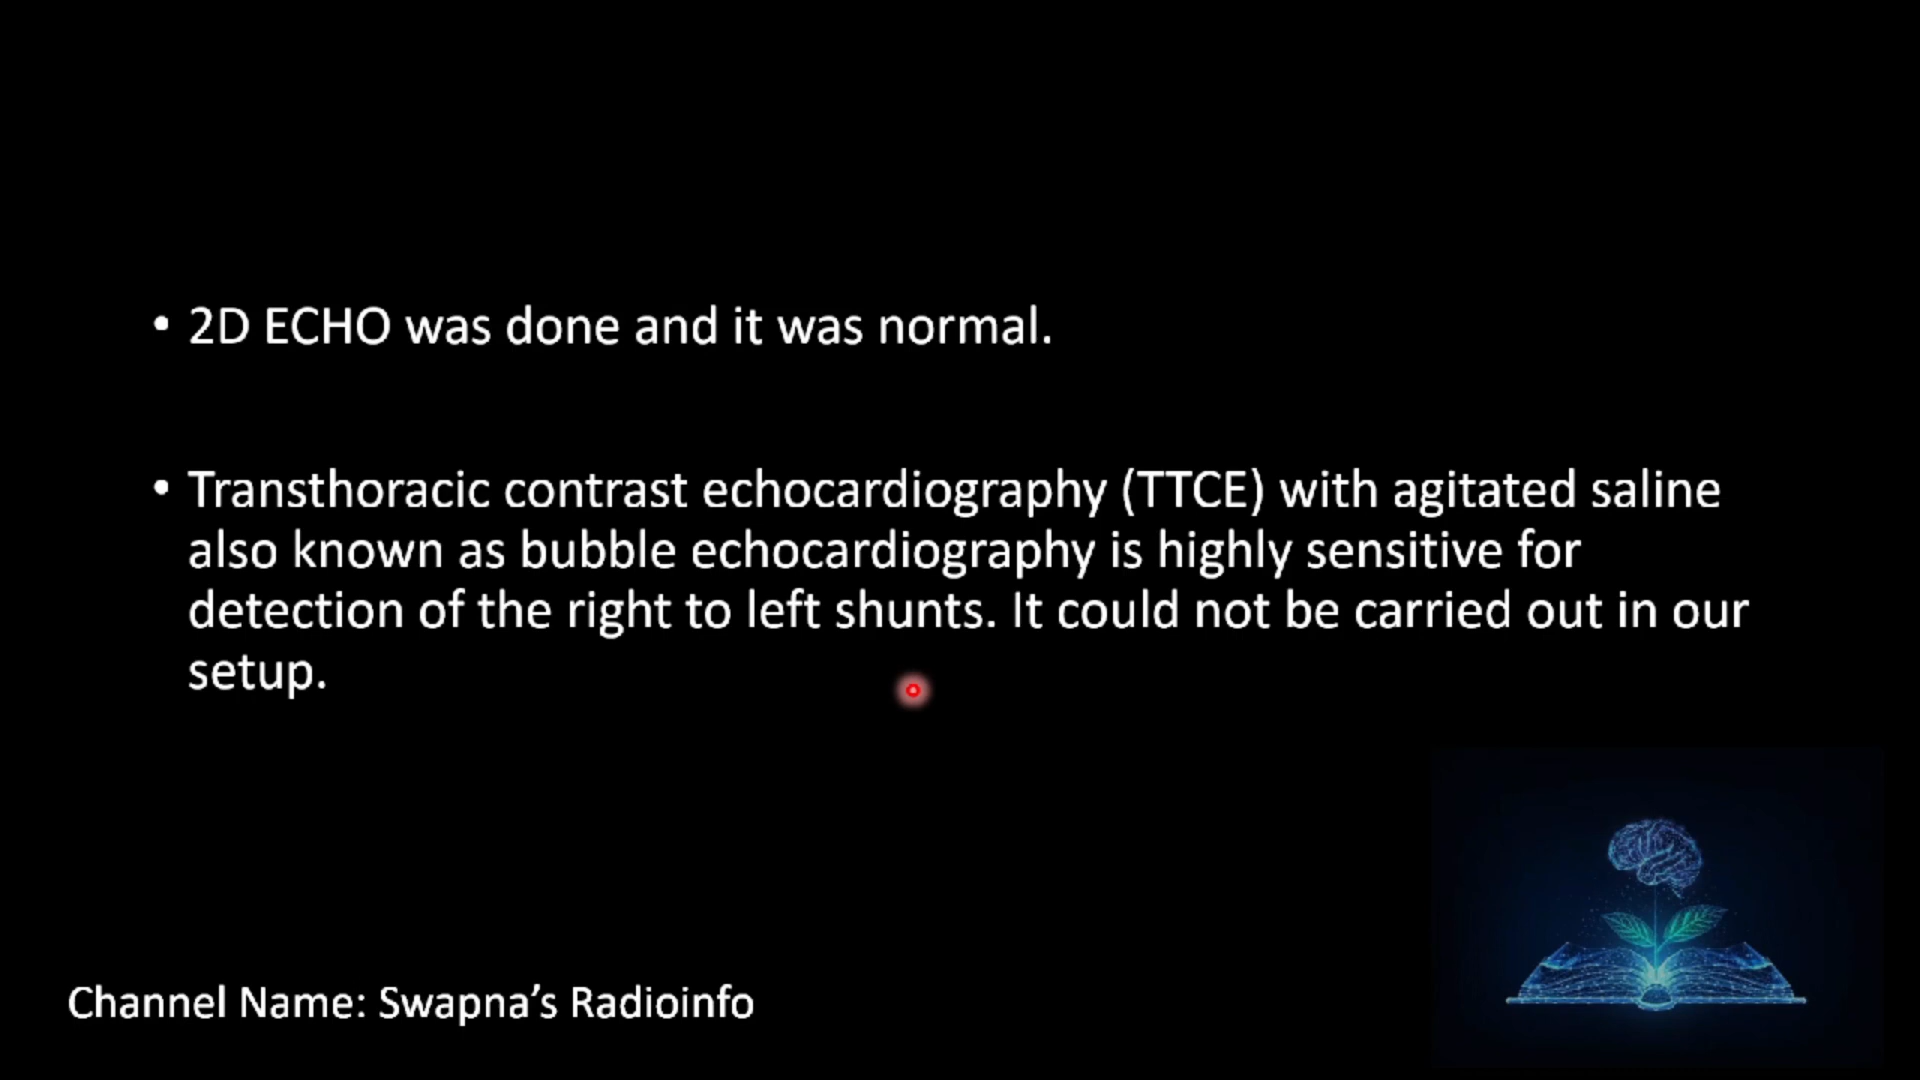 • 2D ECHO was done and it was normal.
• Transthoracic contrast echocardiography (TTCE) with agitated saline
also known as bubble echocardiography is highly sensitive for
detection of the right to left shunts. It could not be carried out in our
setup.
Channel Name: Swapna’s Radioinfo